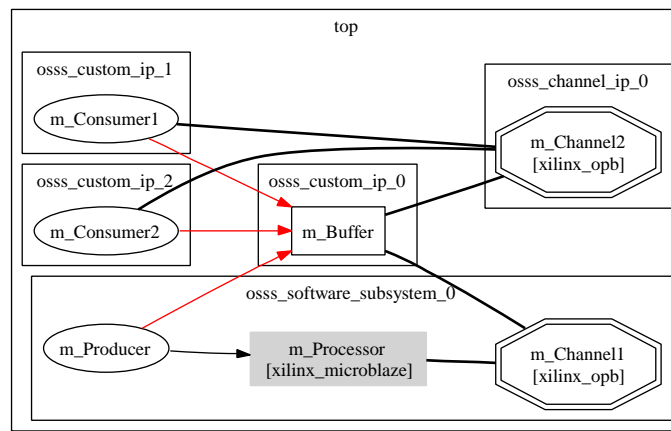 top
osss_custom_ip_1
m_Consumer1
osss_channel_ip_0
m_Channel2
[xilinx_opb]
osss_custom_ip_2
m_Consumer2
osss_custom_ip_0
m_Buffer
osss_software_subsystem_0
m_Producer
m_Processor
[xilinx_microblaze]
m_Channel1
[xilinx_opb]